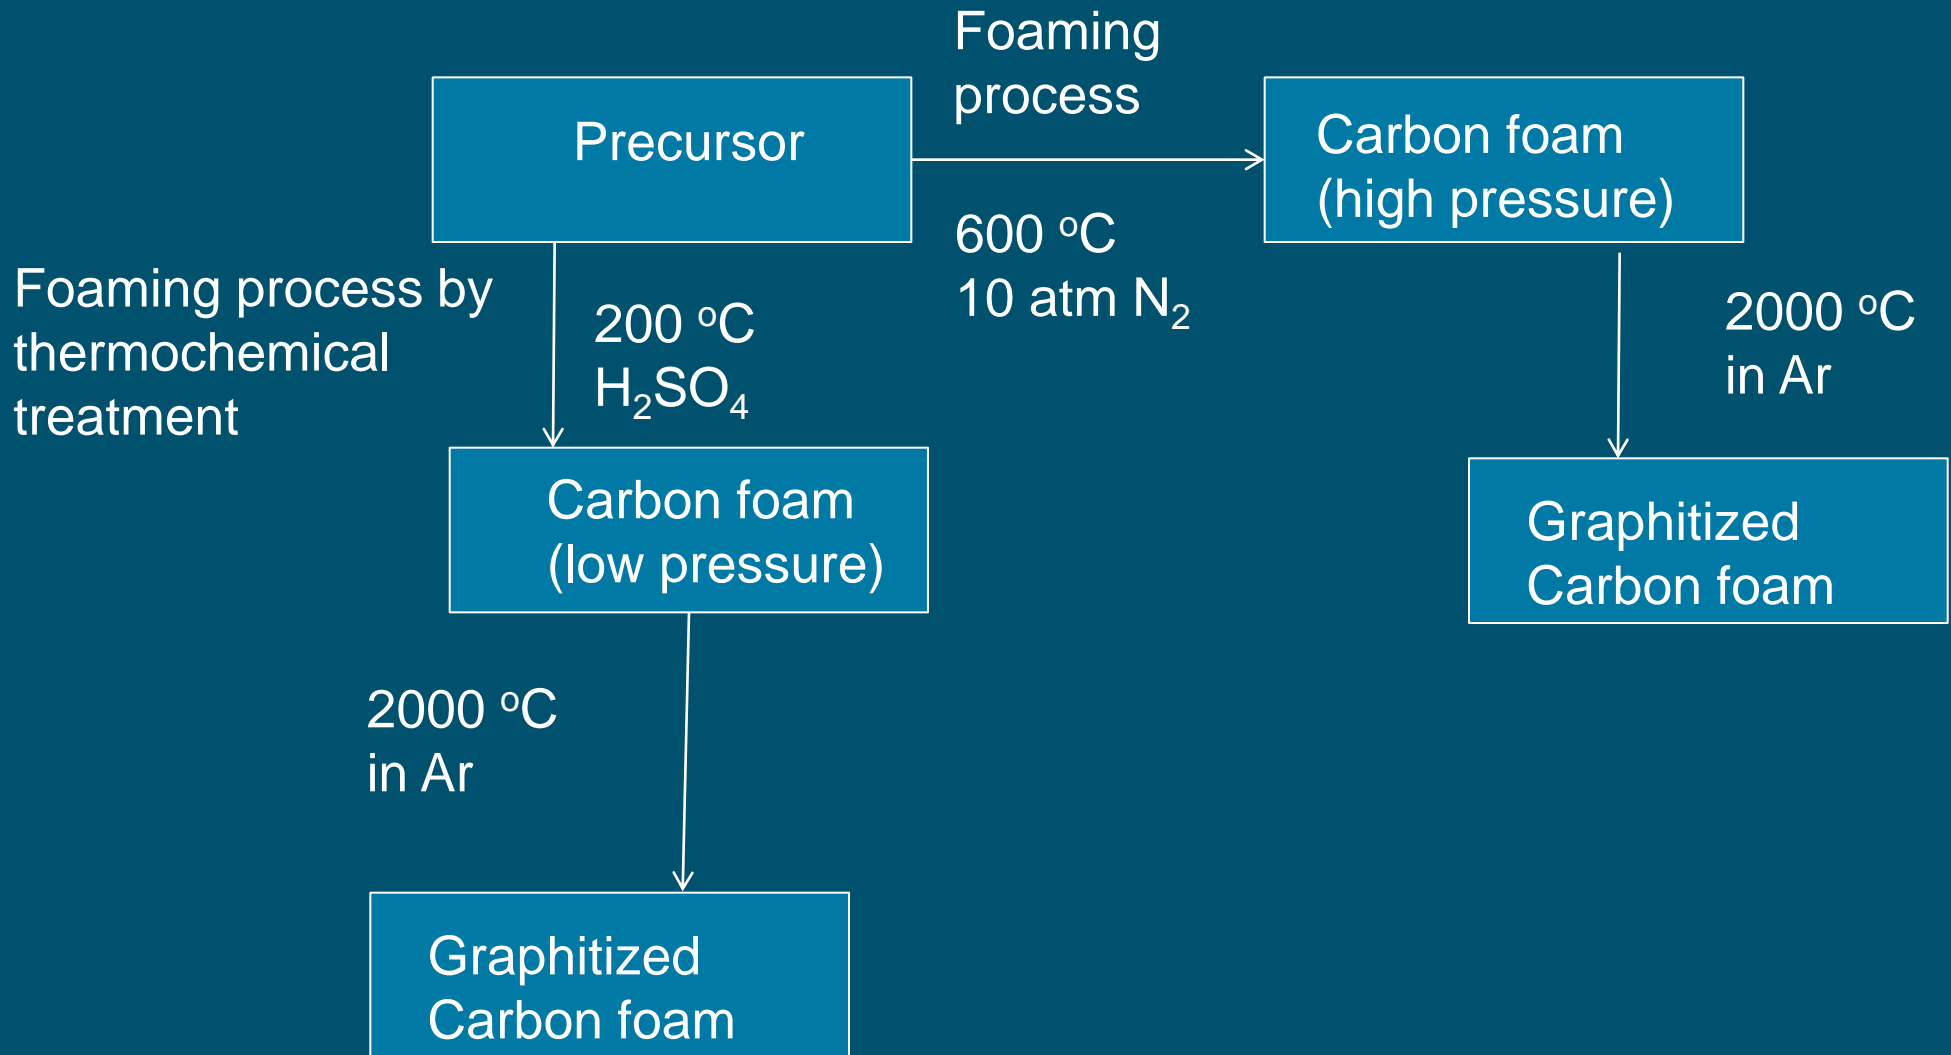 Foaming
process
Precursor
Carbon foam
(high pressure)
600 ºC
10 atm N₂
Foaming process by
thermochemical
treatment
200 ºC
H₂SO₄
2000 ºC
in Ar
Carbon foam
(low pressure)
Graphitized
Carbon foam
2000 ºC
in Ar
Graphitized
Carbon foam